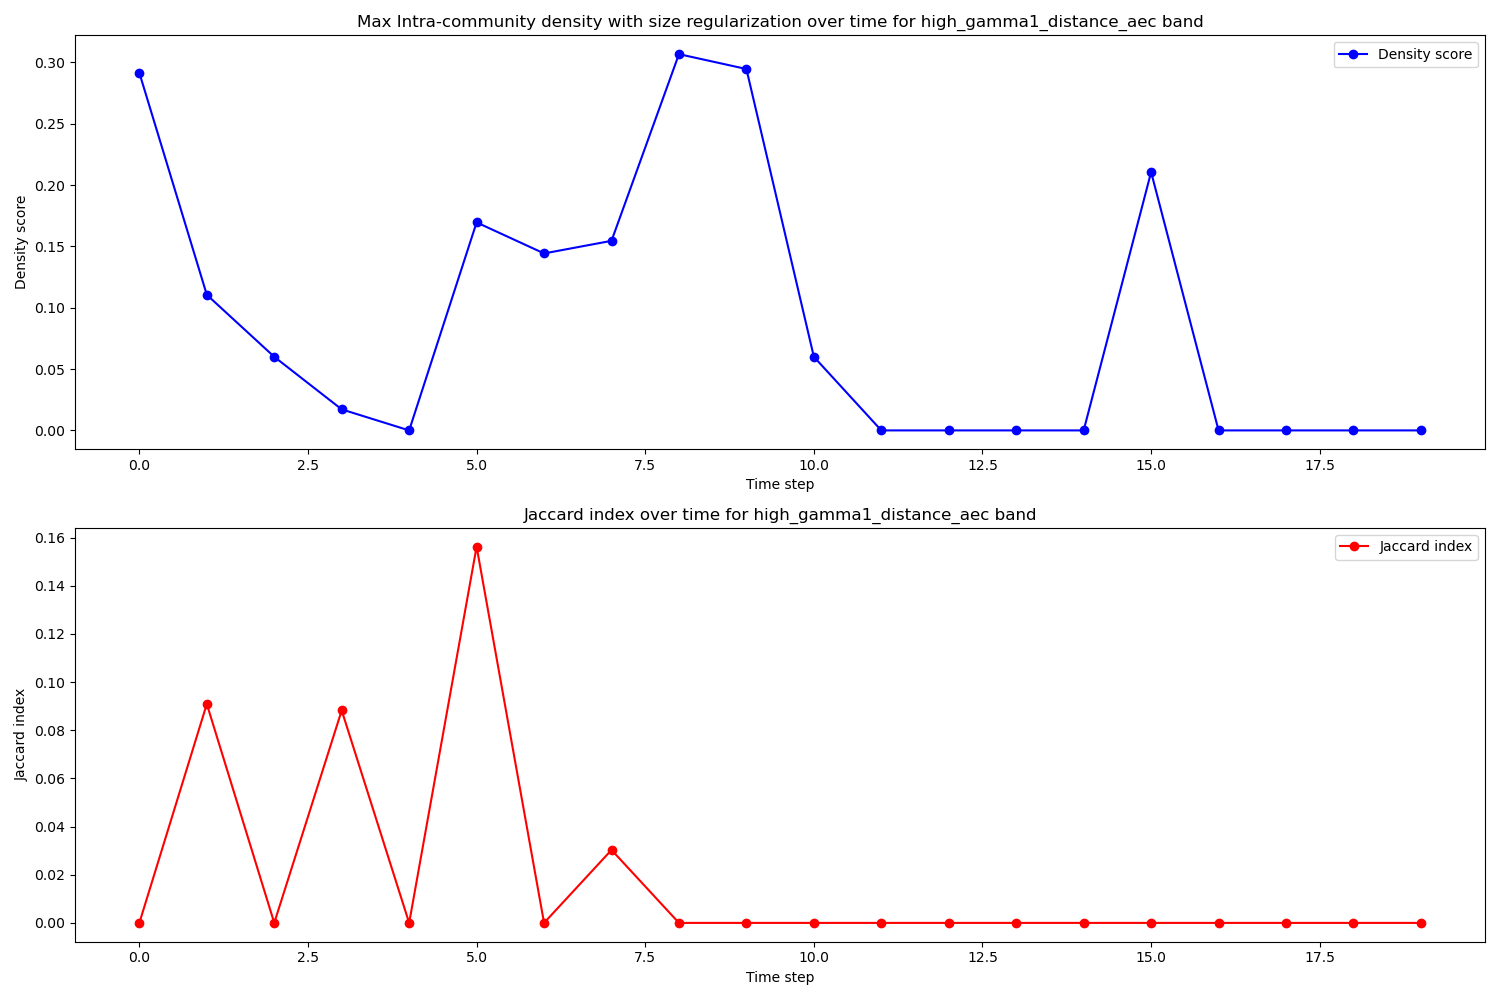 Max Intra-community density with size regularization over time for high_gamma1_distance_aec band
Density score
0.30
0.25
0.20
0.15
0.10
0.05
0.00
Density score
0.0 2.5 5.0 7.5 10.0 12.5 15.0 17.5
Time step
Jaccard index over time for high_gamma1_distance_aec band
Jaccard index
0.16
0.14
0.12
0.10
0.08
0.06
0.04
0.02
0.00
Jaccard index
0.0 2.5 5.0 7.5 10.0 12.5 15.0 17.5
Time step